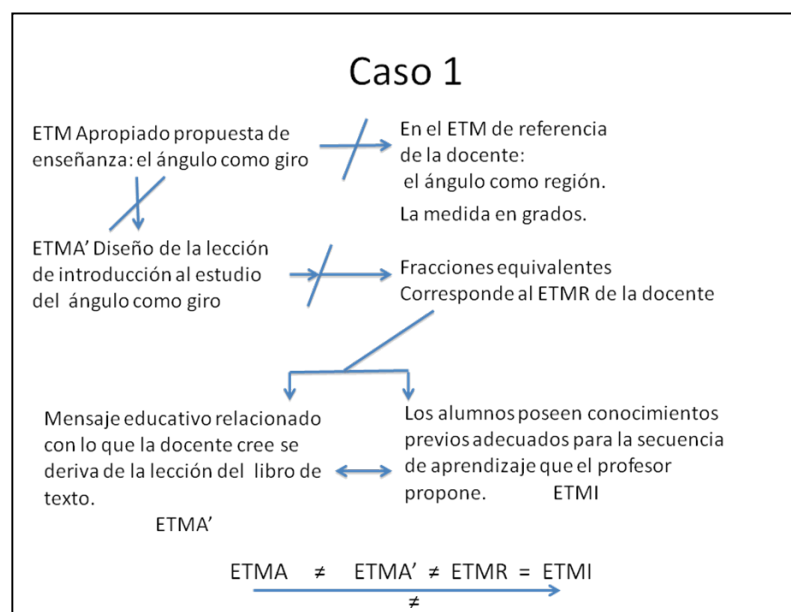 Caso 1
ETM Apropiado propuesta de
enseñanza: el ángulo como giro
En el ETM de referencia
de la docente:
el ángulo como región.
La medida en grados.
ETMA’ Diseño de la lección
de introducción al estudio
del ángulo como giro
Fracciones equivalentes
Corresponde al ETMR de la docente
Mensaje educativo relacionado
con lo que la docente cree se
deriva de la lección del libro de
texto.
ETMA’
Los alumnos poseen conocimientos
previos adecuados para la secuencia
de aprendizaje que el profesor
propone. ETMI
ETMA ≠ ETMA’ ≠ ETMR = ETMI
≠